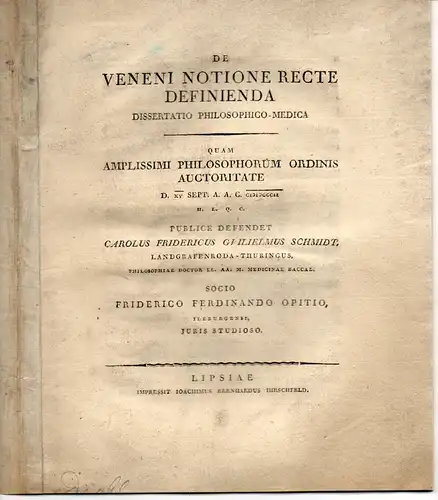 DE
VENENI NOTIONE RECTE
DEFINIENDA
DISSERTATIO PHILOSOPHICO-MEDICA
QUAM
AMPLISSIMI PHILOSOPHORUM ORDINIS
AUCTORITATE
D. XV SEPT. A. A. C.
H. L. Q. C.
PUBLICE DEFENDET
CAROLUS FRIDERICUS GUILIELMUS SCHMIDT,
LANDGRAFENRODA-THURINGUS,
PHILOSOPHIAE DOCTOR LL. AA: M. MEDICINAE BACCAL.
SOCIO
FRIDERICO FERDINANDO OPITIO,
ILEBURGENSI,
JURIS STUDIOSO.
LIPSIAE
IMPRESSIT IOACHIMUS BERNHARDUS HIRSCHFELD.